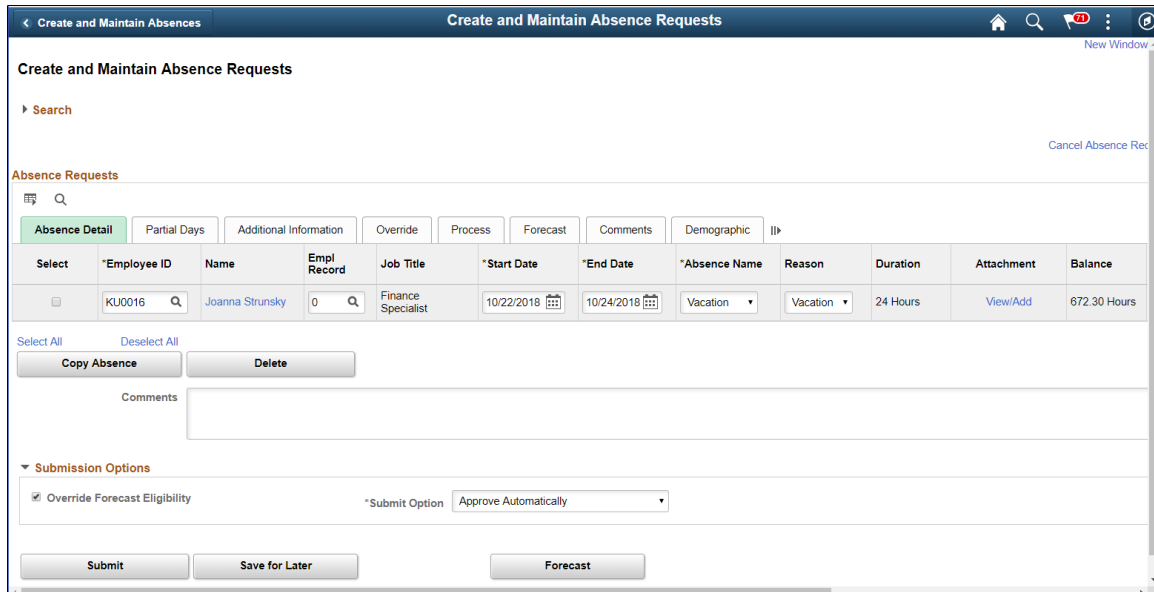 Create and Maintain Absences
Create and Maintain Absence Requests
71
New Window
Create and Maintain Absence Requests
Search
Cancel Absence Rec
Absence Requests
Absence Detail Partial Days Additional Information Override Process Forecast Comments Demographic
Select *Employee ID Name Empl Record Job Title *Start Date *End Date *Absence Name Reason Duration Attachment Balance
KU0016 Joanna Strunsky 0 Finance Specialist 10/22/2018 10/24/2018 Vacation Vacation 24 Hours View/Add 672.30 Hours
Select All Deselect All
Copy Absence Delete
Comments
Submission Options
Override Forecast Eligibility *Submit Option Approve Automatically
Submit Save for Later Forecast